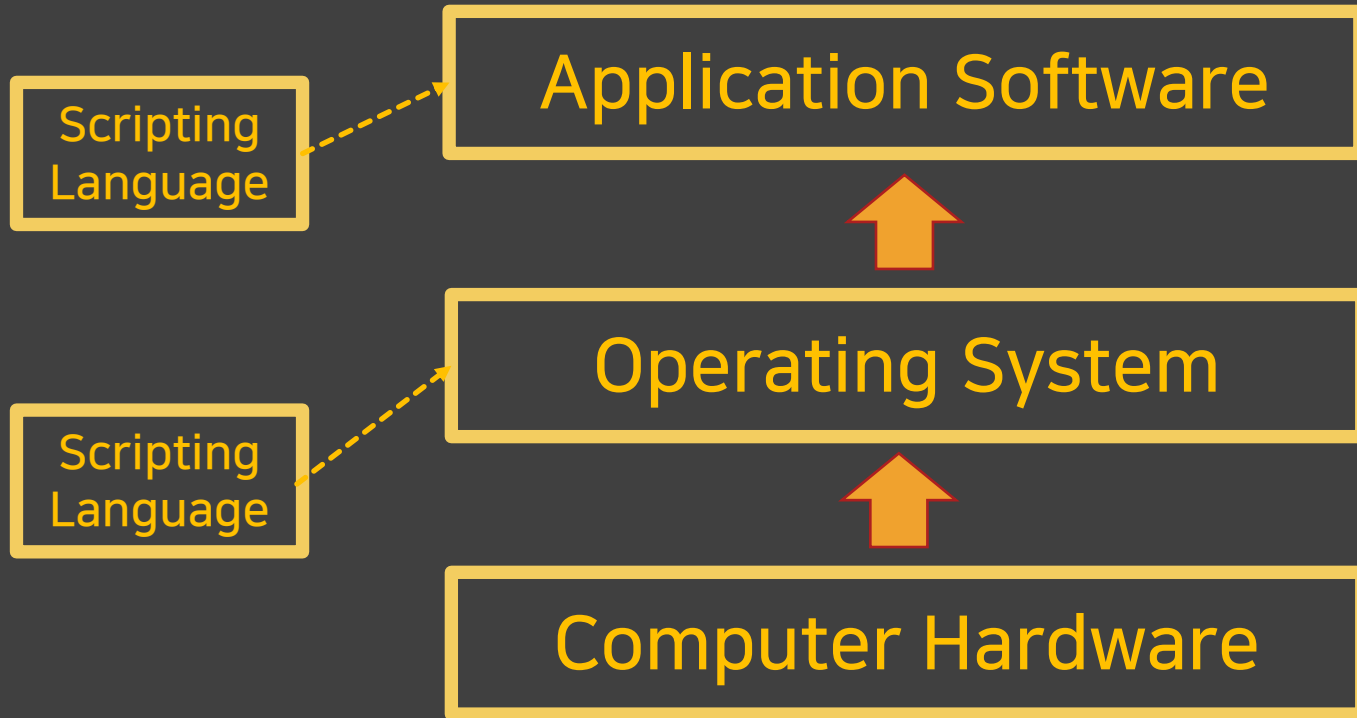 Application Software
Scripting
Language
Operating System
Scripting
Language
Computer Hardware